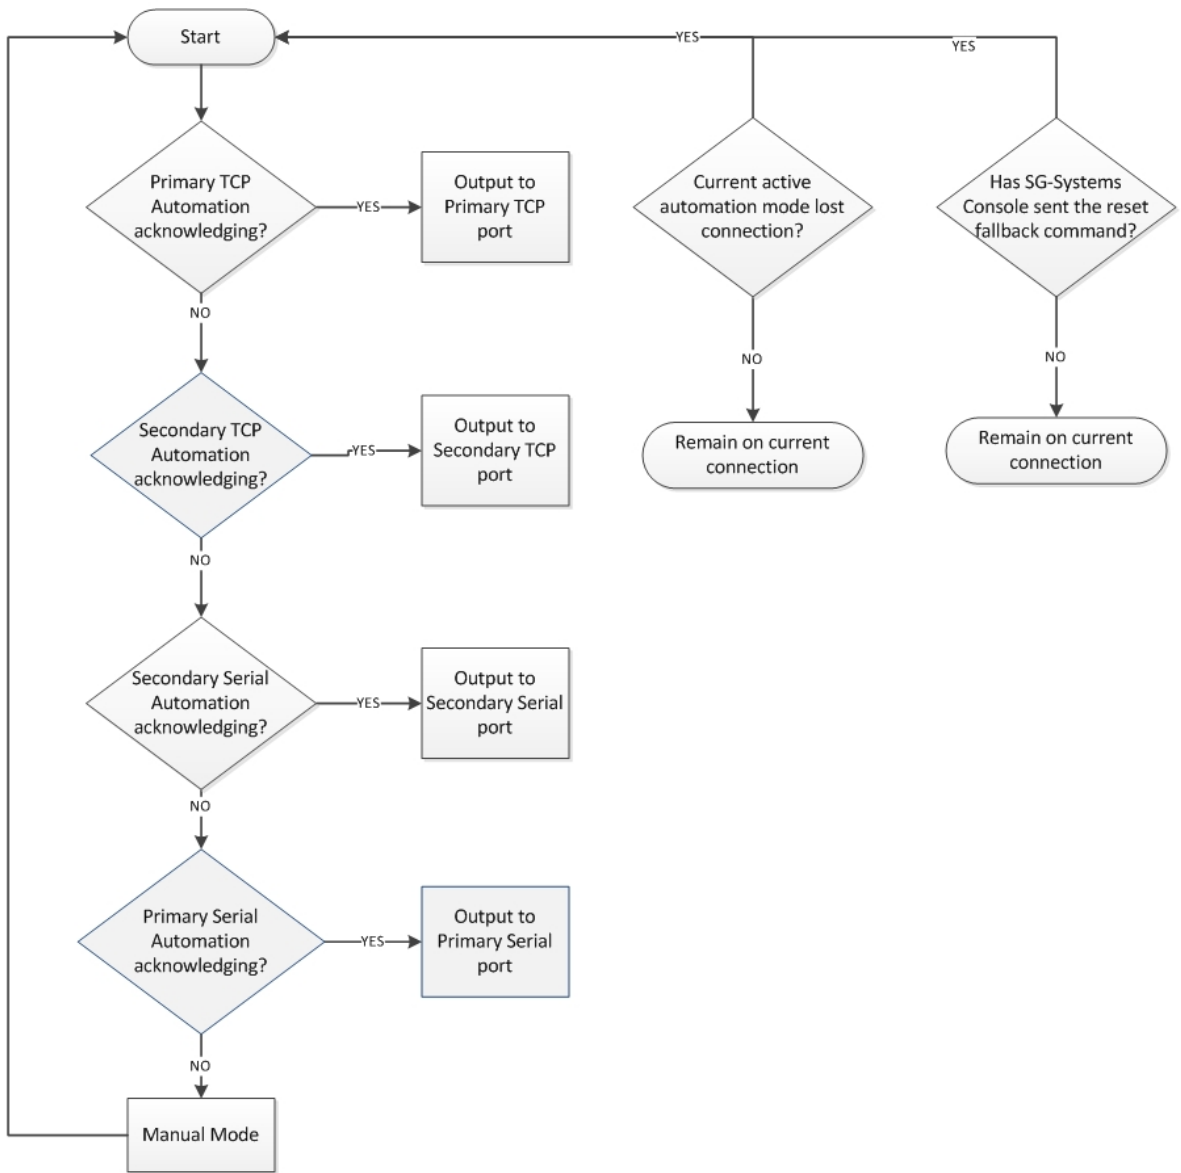 Start
YES
YES
Primary TCP
Automation
acknowledging?
YES
Output to
Primary TCP
port
Current active
automation mode lost
connection?
Has SG-Systems
Console sent the reset
fallback command?
NO
NO
NO
Secondary TCP
Automation
acknowledging?
YES
Output to
Secondary TCP
port
Remain on current
connection
Remain on current
connection
NO
Secondary Serial
Automation
acknowledging?
YES
Output to
Secondary Serial
port
NO
Primary Serial
Automation
acknowledging?
YES
Output to
Primary Serial
port
NO
Manual Mode